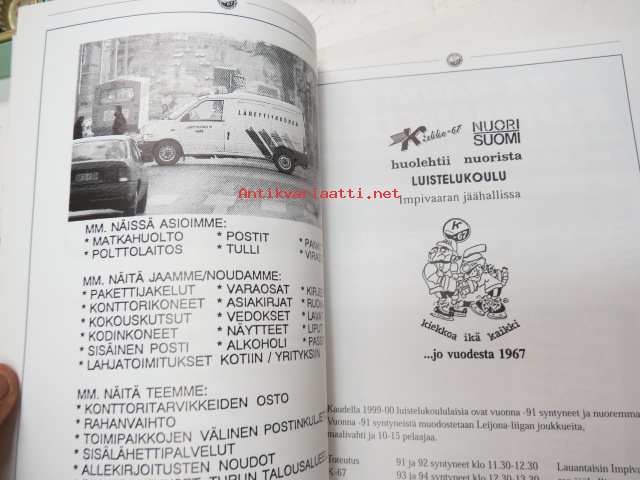 LÄHETTIEKSPERT
MM. NÄISSÄ ASIOIMME:
* MATKAHUOLTO * POSTIT
* POLTTOLAITOS * TULLI
MM. NÄITÄ JAAMME/NOUDAMME:
* PAKETTIJAKELUT * VARAOSAT
* KONTTORIKONEET * ASIAKIRJAT
* KOKOUSKUTSUT * VEDOKSET
* KODINKONEET * NÄYTTEET * LIPUT
* SISÄINEN POSTI * ALKOHOLI
* LAHJATOIMITUKSET KOTIIN / YRITYKSIIN
MM. NÄITÄ TEEMME:
* KONTTORITARVIKKEIDEN OSTO
* RAHANVAIHTO
* TOIMIPAIKKOJEN VÄLINEN
* SISÄLÄHETTIPALVELUT
* ALLEKIRJOITUSTEN NOUDOT
Antikvariaatti.net
Kiekko-67 NUORI
SUOMI
huolehtii nuorista
LUISTELUKOULU
Impivaaran jäähallissa
K
67
kiekkoa ikä kaikki
...jo vuodesta 1967
Kaudella 1999-00 luistelukoululaisia ovat vuonna -91 syntyneet ja nuoremma
Vuonna -91 syntyneistä muodostetaan Leijona-liigan joukkueita,
maalivahti ja 10-15 pelaajaa.
Toteutus 91 ja 92 syntyneet klo 11.30-12.30 Lauantaisin Impiv
K-67 93 ja 94 syntyneet klo 12.30-13.30